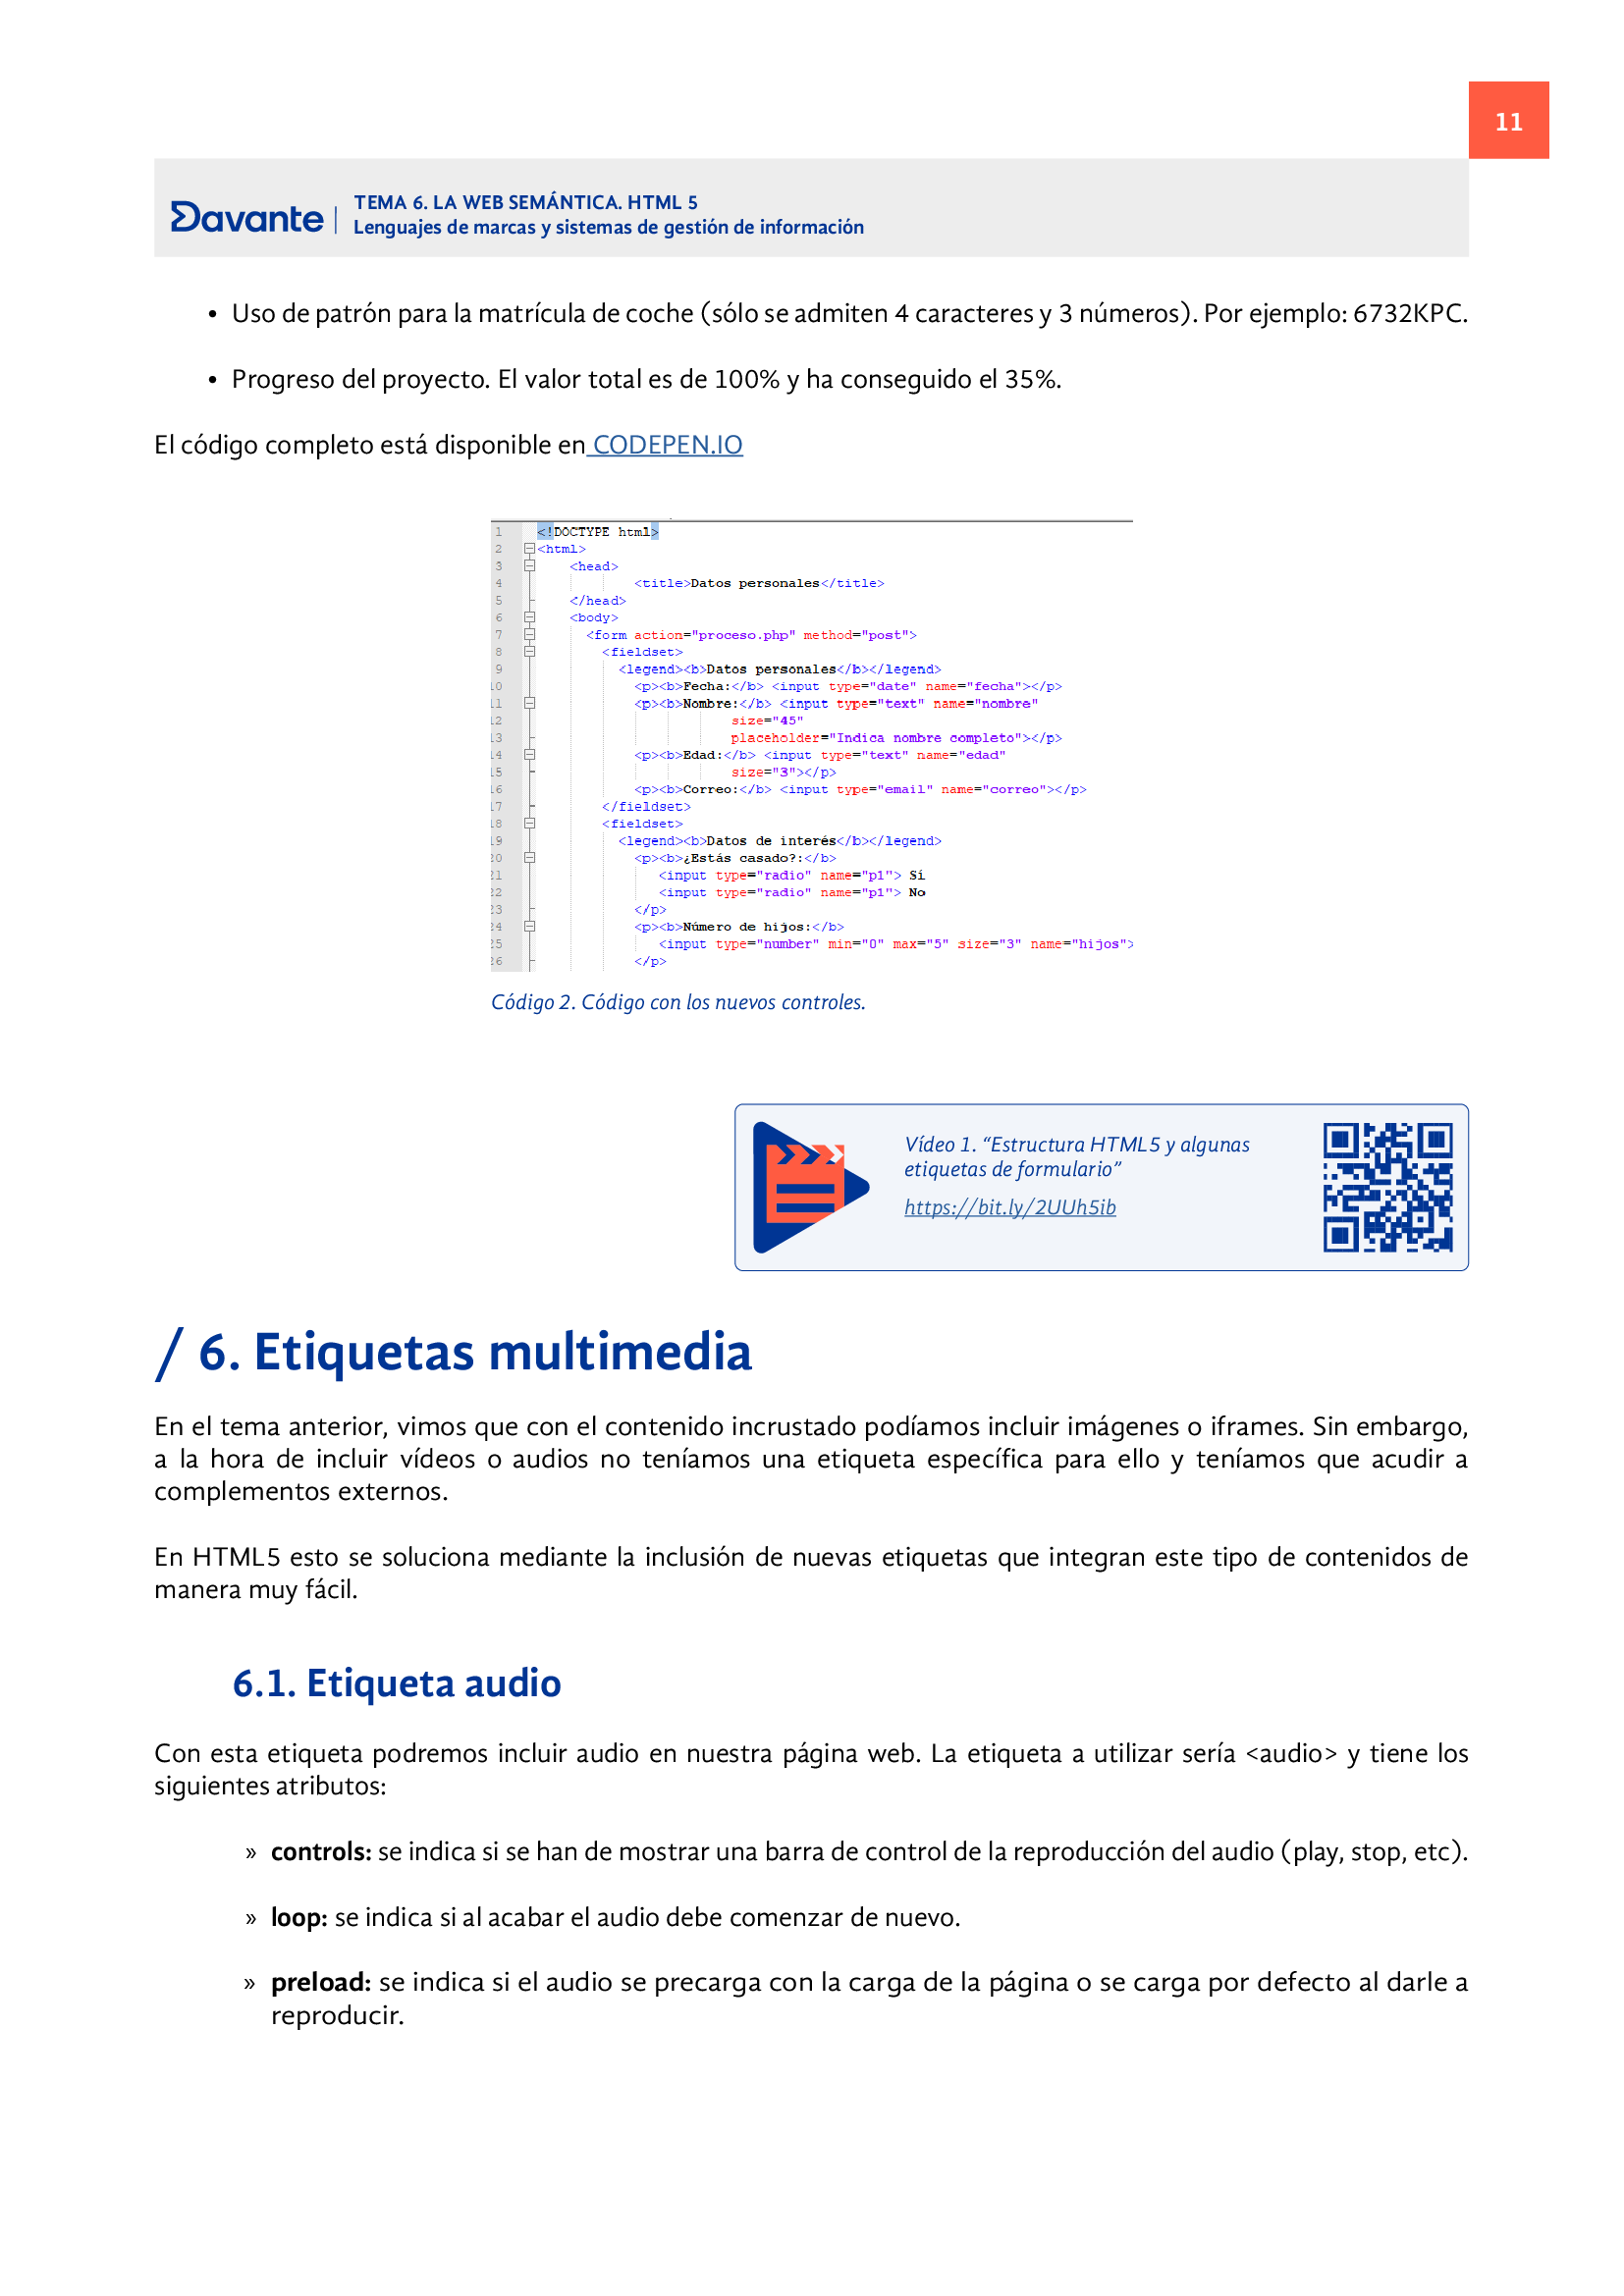 11
Davante
TEMA 6. LA WEB SEMÁNTICA. HTML 5
Lenguajes de marcas y sistemas de gestión de información
• Uso de patrón para la matrícula de coche (sólo se admiten 4 caracteres y 3 números). Por ejemplo: 6732KPC.
• Progreso del proyecto. El valor total es de 100% y ha conseguido el 35%.
El código completo está disponible en CODEPEN.IO
1 <!DOCTYPE html>
2 <html>
3 <head>
4 <title>Datos personales</title>
5 </head>
6 <body>
7 <form action="proceso.php" method="post">
8 <fieldset>
9 <legend><b>Datos personales</b></legend>
10 <p><b>Fecha:</b> <input type="date" name="fecha"></p>
11 <p><b>Nombre:</b> <input type="text" name="nombre"
12 size="45"
13 placeholder="Indica nombre completo"></p>
14 <p><b>Edad:</b> <input type="text" name="edad"
15 size="3"></p>
16 <p><b>Correo:</b> <input type="email" name="correo"></p>
17 </fieldset>
18 <fieldset>
19 <legend><b>Datos de interés</b></legend>
20 <p><b>¿Estás casado?:</b>
21 <input type="radio" name="p1"> Sí
22 <input type="radio" name="p1"> No
23 </p>
24 <p><b>Número de hijos:</b>
25 <input type="number" min="0" max="5" size="3" name="hijos">
26 </p>
Código 2. Código con los nuevos controles.
Vídeo 1. “Estructura HTML5 y algunas
etiquetas de formulario”
https://bit.ly/2UUh5ib
/ 6. Etiquetas multimedia
En el tema anterior, vimos que con el contenido incrustado podíamos incluir imágenes o iframes. Sin embargo,
a la hora de incluir vídeos o audios no teníamos una etiqueta específica para ello y teníamos que acudir a
complementos externos.
En HTML5 esto se soluciona mediante la inclusión de nuevas etiquetas que integran este tipo de contenidos de
manera muy fácil.
6.1. Etiqueta audio
Con esta etiqueta podremos incluir audio en nuestra página web. La etiqueta a utilizar sería <audio> y tiene los
siguientes atributos:
» controls: se indica si se han de mostrar una barra de control de la reproducción del audio (play, stop, etc).
» loop: se indica si al acabar el audio debe comenzar de nuevo.
» preload: se indica si el audio se precarga con la carga de la página o se carga por defecto al darle a
reproducir.